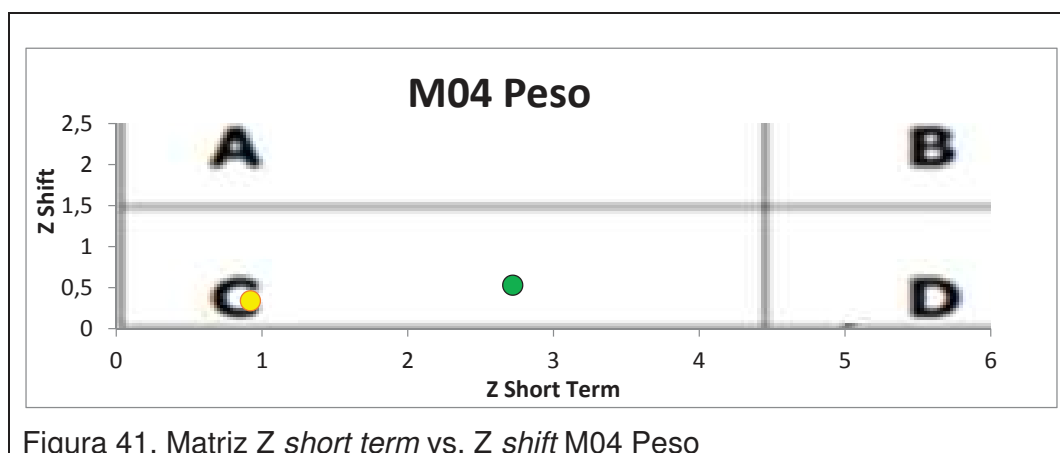 M04 Peso
2,5
2
1,5
1
0,5
0
Z Shift
A
B
C
D
0 1 2 3 4 5 6
Z Short Term
Figura 41. Matriz Z short term vs. Z shift M04 Peso